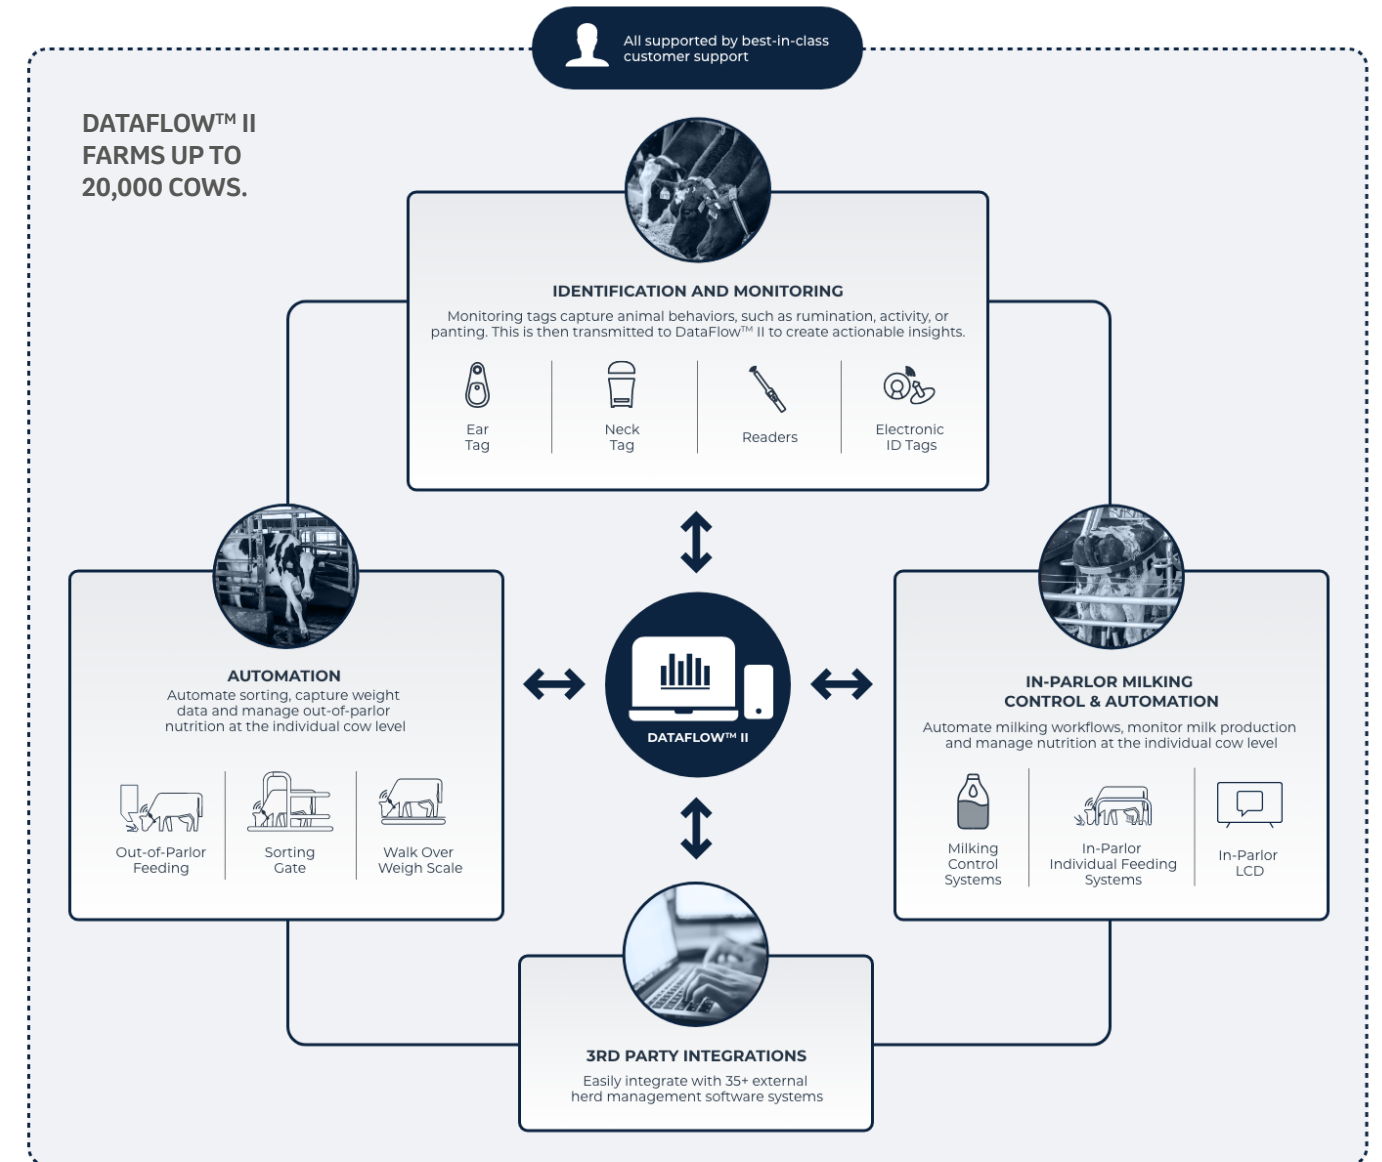 All supported by best-in-class
customer support
DATAFLOW™ II
FARMS UP TO
20,000 COWS.
IDENTIFICATION AND MONITORING
Monitoring tags capture animal behaviors, such as rumination, activity, or
panting. This is then transmitted to DataFlow™ II to create actionable insights.
Ear
Tag
Neck
Tag
Readers
Electronic
ID Tags
AUTOMATION
Automate sorting, capture weight
data and manage out-of-parlor
nutrition at the individual cow level
Out-of-Parlor
Feeding
Sorting
Gate
Walk Over
Weigh Scale
DATAFLOW™ II
IN-PARLOR MILKING
CONTROL & AUTOMATION
Automate milking workflows, monitor milk production
and manage nutrition at the individual cow level
Milking
Control
Systems
In-Parlor
Individual Feeding
Systems
In-Parlor
LCD
3RD PARTY INTEGRATIONS
Easily integrate with 35+ external
herd management software systems